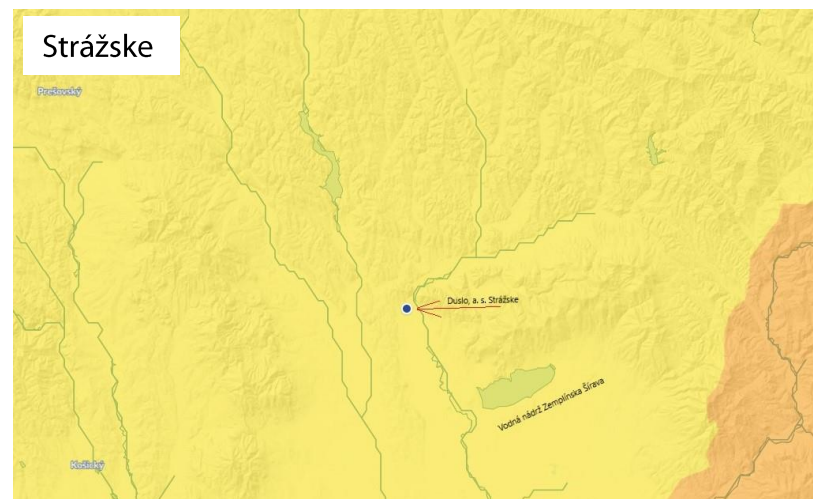 Strážske
Prešovský
Duslo, a. s. Strážske
Vodná nádrž Zemplínska Šírava
Košický